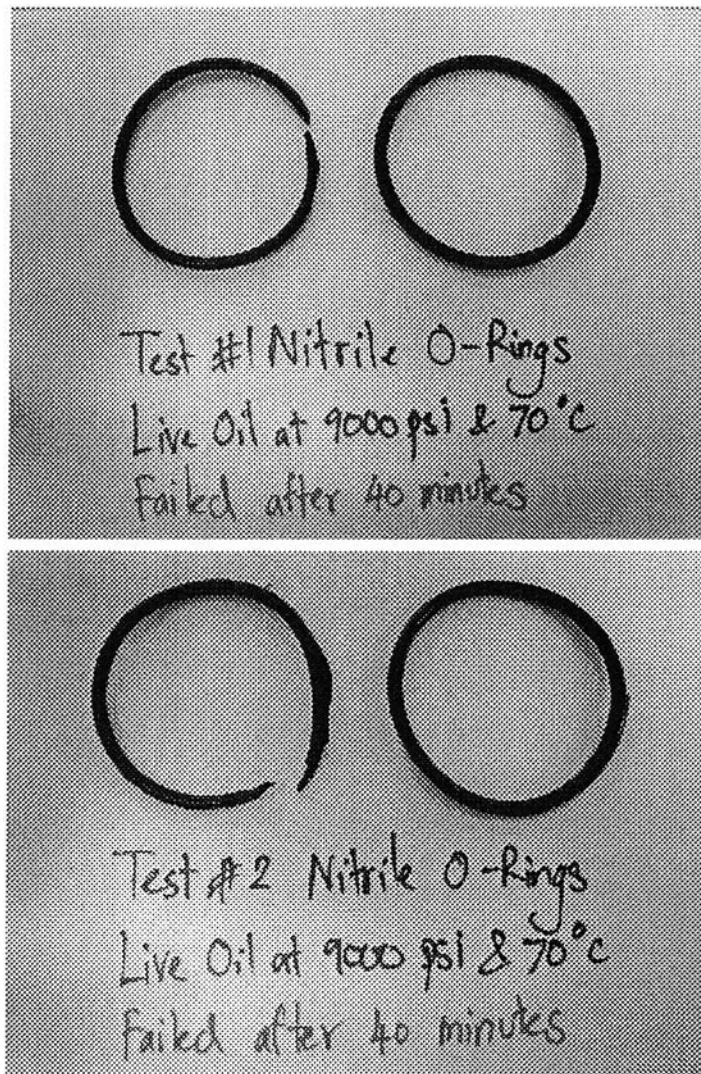 Test #1 Nitrile O-Rings
Live Oil at 9000 psi & 70°C
Failed after 40 minutes
Test #2 Nitrile O-Rings
Live Oil at 9000 psi & 70°C
Failed after 40 minutes